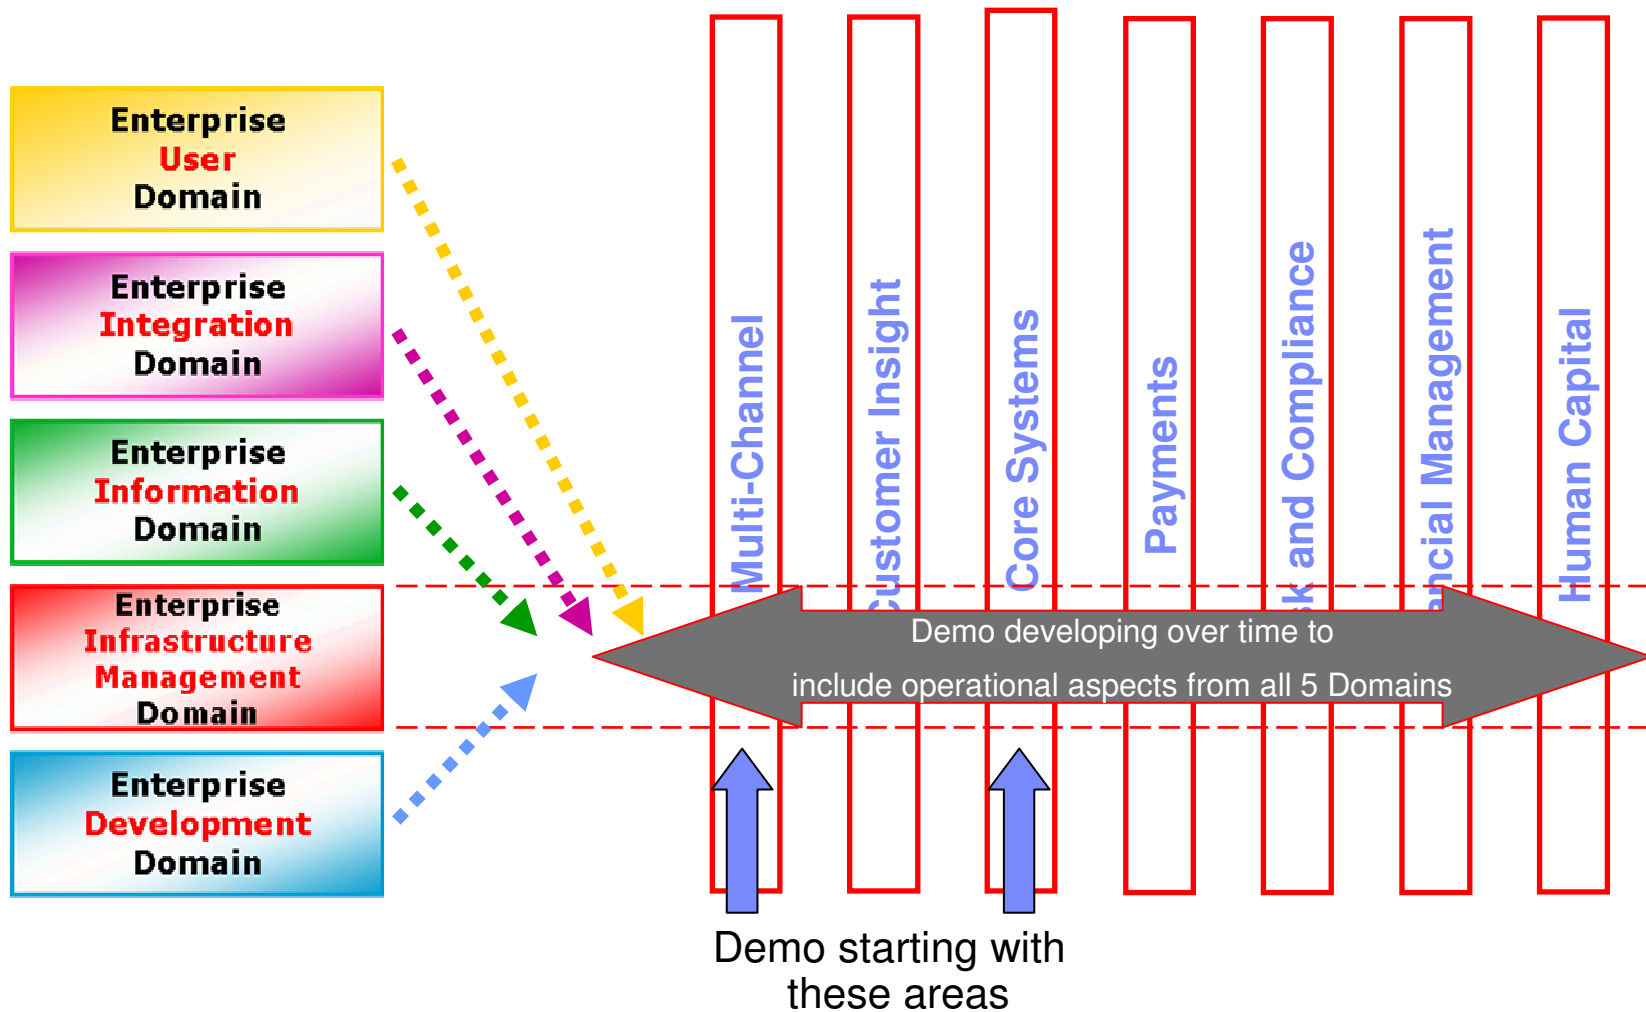 Enterprise
User
Domain
Enterprise
Integration
Domain
Enterprise
Information
Domain
Enterprise
Infrastructure
Management
Domain
Enterprise
Development
Domain
Multi-Channel
Customer Insight
Core Systems
Payments
and Compliance
Management
Human Capital
Demo developing over time to
include operational aspects from all 5 Domains
Demo starting with
these areas